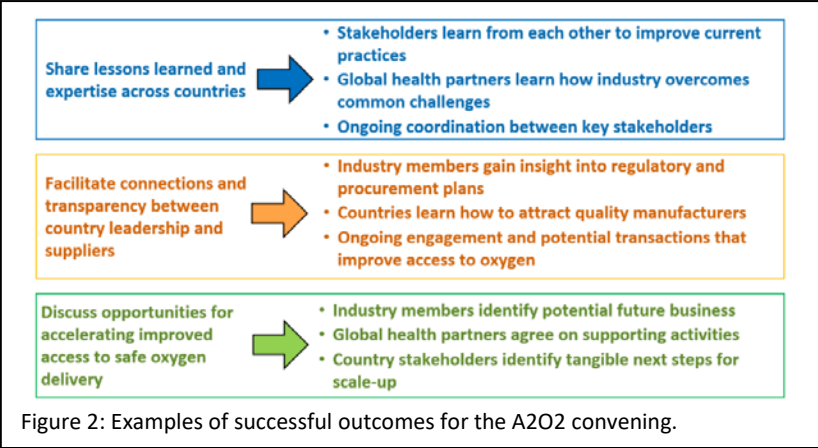 Share lessons learned and
expertise across countries
• Stakeholders learn from each other to improve current
practices
• Global health partners learn how industry overcomes
common challenges
• Ongoing coordination between key stakeholders
Facilitate connections and
transparency between
country leadership and
suppliers
• Industry members gain insight into regulatory and
procurement plans
• Countries learn how to attract quality manufacturers
• Ongoing engagement and potential transactions that
improve access to oxygen
Discuss opportunities for
accelerating improved
access to safe oxygen
delivery
• Industry members identify potential future business
• Global health partners agree on supporting activities
• Country stakeholders identify tangible next steps for
scale-up
Figure 2: Examples of successful outcomes for the A2O2 convening.